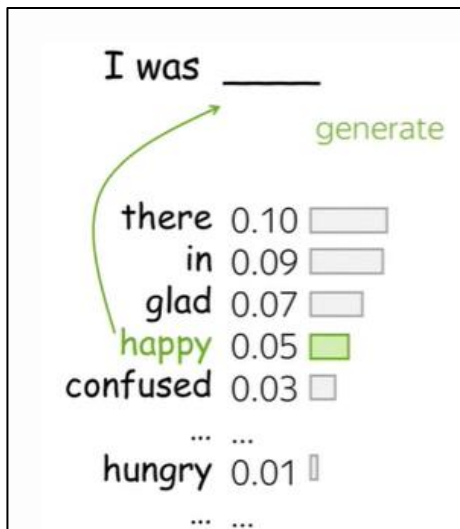 I was ____
generate
there 0.10
in 0.09
glad 0.07
happy 0.05
confused 0.03
... ...
hungry 0.01
... ...